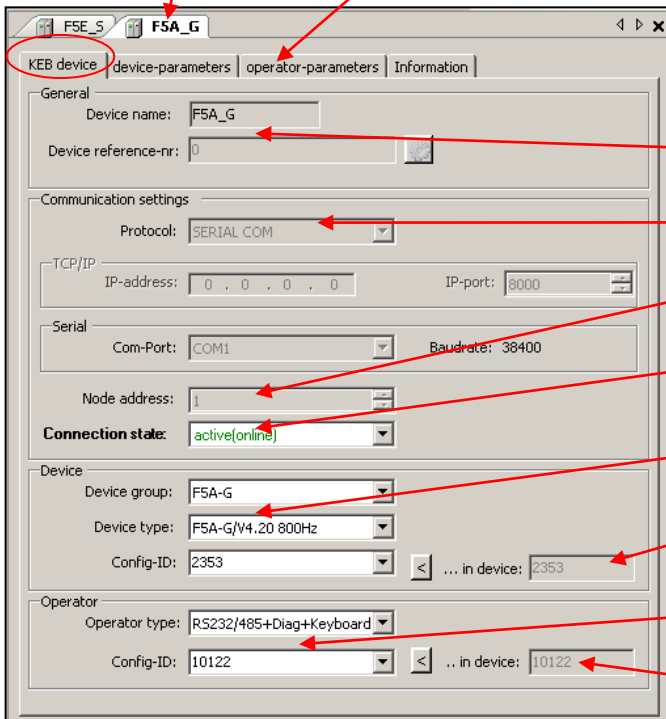 F5E_S F5A_G
KEB device device-parameters operator-parameters Information
General
Device name: F5A_G
Device reference-nr: 0
Communication settings
Protocol: SERIAL COM
TCP/IP
IP-address: 0 . 0 . 0 . 0 IP-port: 8000
Serial
Com-Port: COM1 Baudrate: 38400
Node address: 1
Connection state: active(online)
Device
Device group: F5A-G
Device type: F5A-G/V4.20 800Hz
Config-ID: 2353 < ... in device: 2353
Operator
Operator type: RS232/485+Diag+Keyboard
Config-ID: 10122 < .. in device: 10122